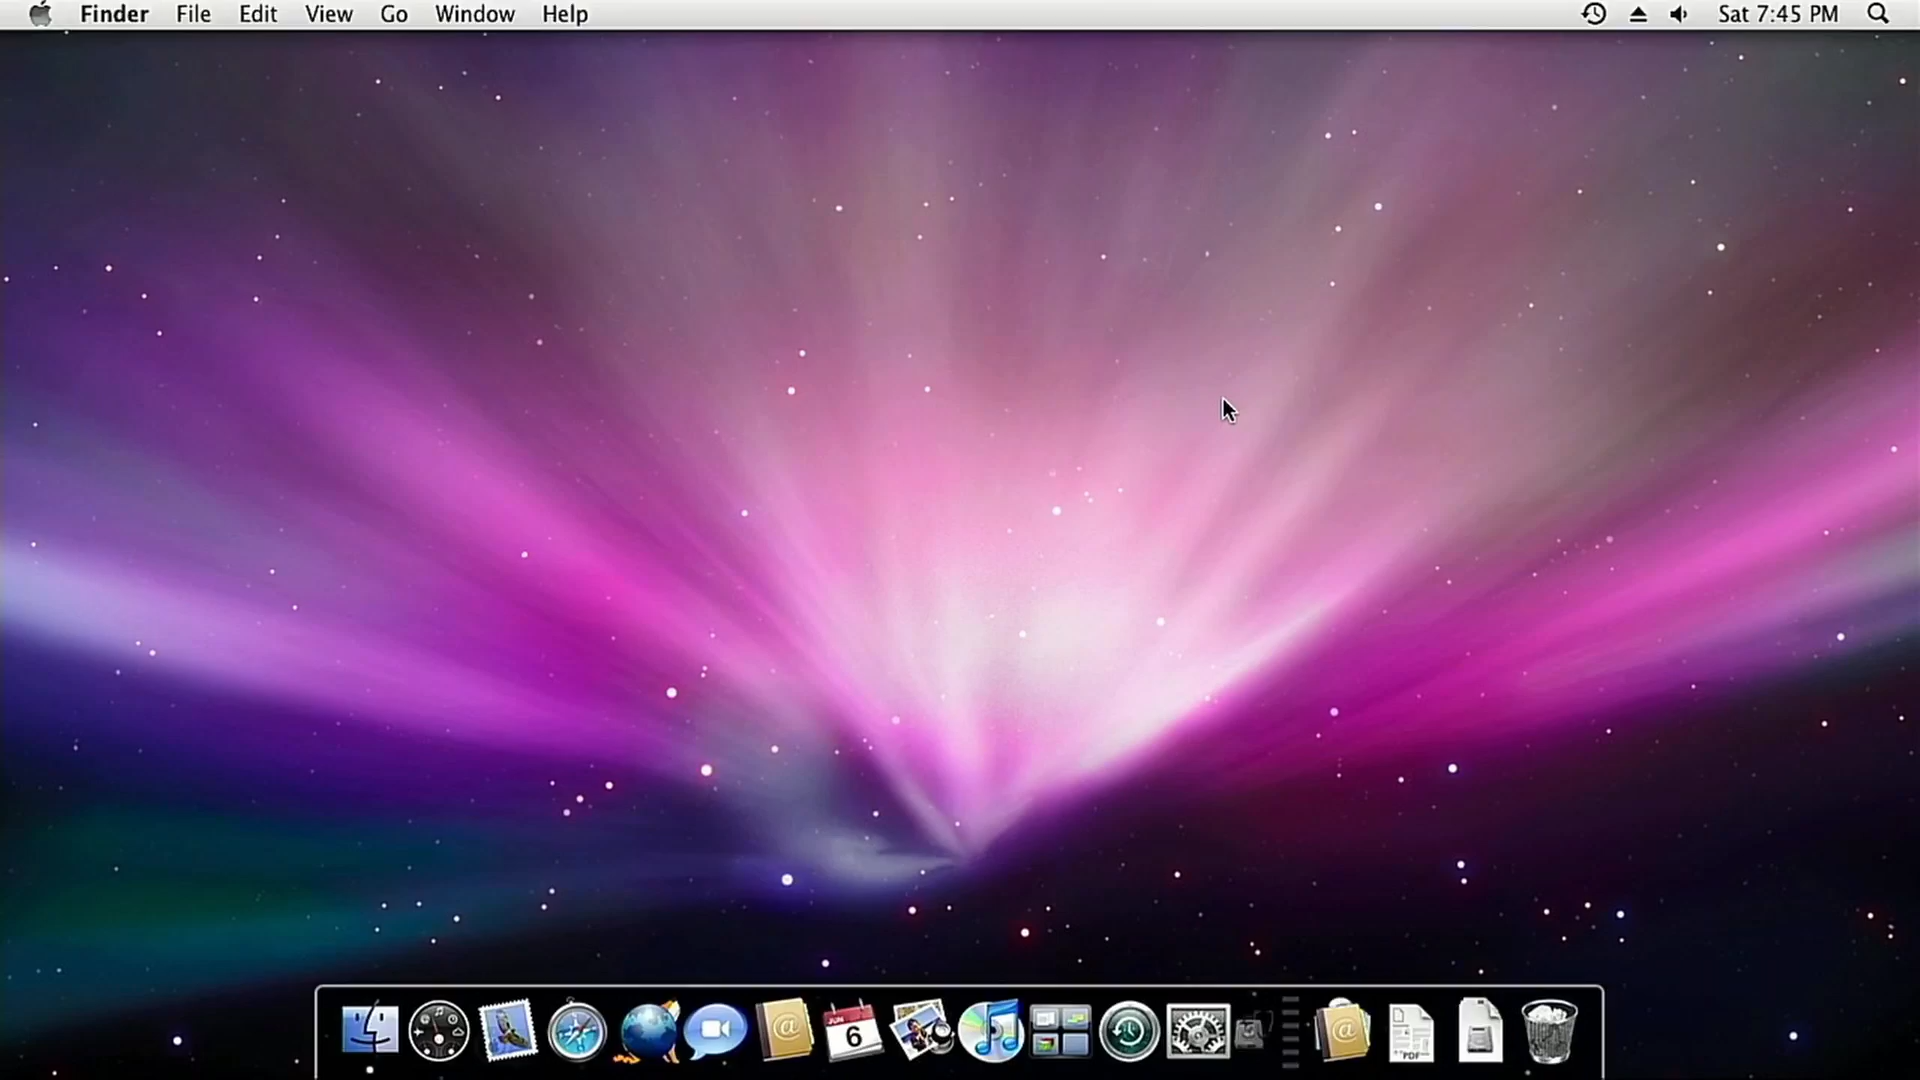 Finder File Edit View Go Window Help Sat 7:45 PM
JUN
6
@
@
PDF